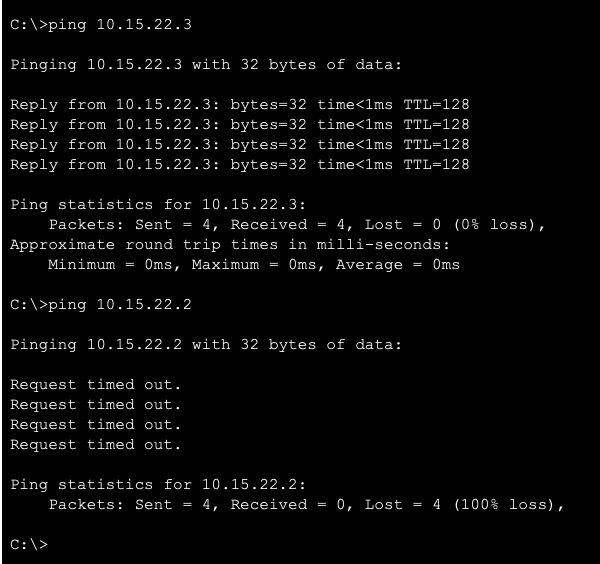 C:\>ping 10.15.22.3
Pinging 10.15.22.3 with 32 bytes of data:
Reply from 10.15.22.3: bytes=32 time<1ms TTL=128
Reply from 10.15.22.3: bytes=32 time<1ms TTL=128
Reply from 10.15.22.3: bytes=32 time<1ms TTL=128
Reply from 10.15.22.3: bytes=32 time<1ms TTL=128
Ping statistics for 10.15.22.3:
    Packets: Sent = 4, Received = 4, Lost = 0 (0% loss),
Approximate round trip times in milli-seconds:
    Minimum = 0ms, Maximum = 0ms, Average = 0ms
C:\>ping 10.15.22.2
Pinging 10.15.22.2 with 32 bytes of data:
Request timed out.
Request timed out.
Request timed out.
Request timed out.
Ping statistics for 10.15.22.2:
    Packets: Sent = 4, Received = 0, Lost = 4 (100% loss),
C:\>